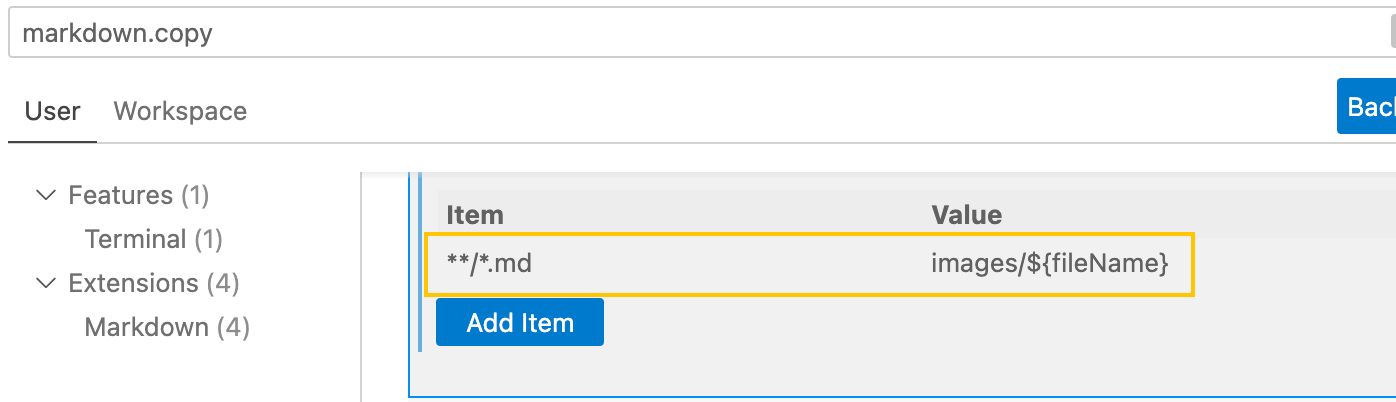 markdown.copy
User Workspace
Features (1)
Terminal (1)
Extensions (4)
Markdown (4)
Item Value
**/*.md images/${fileName}
Add Item